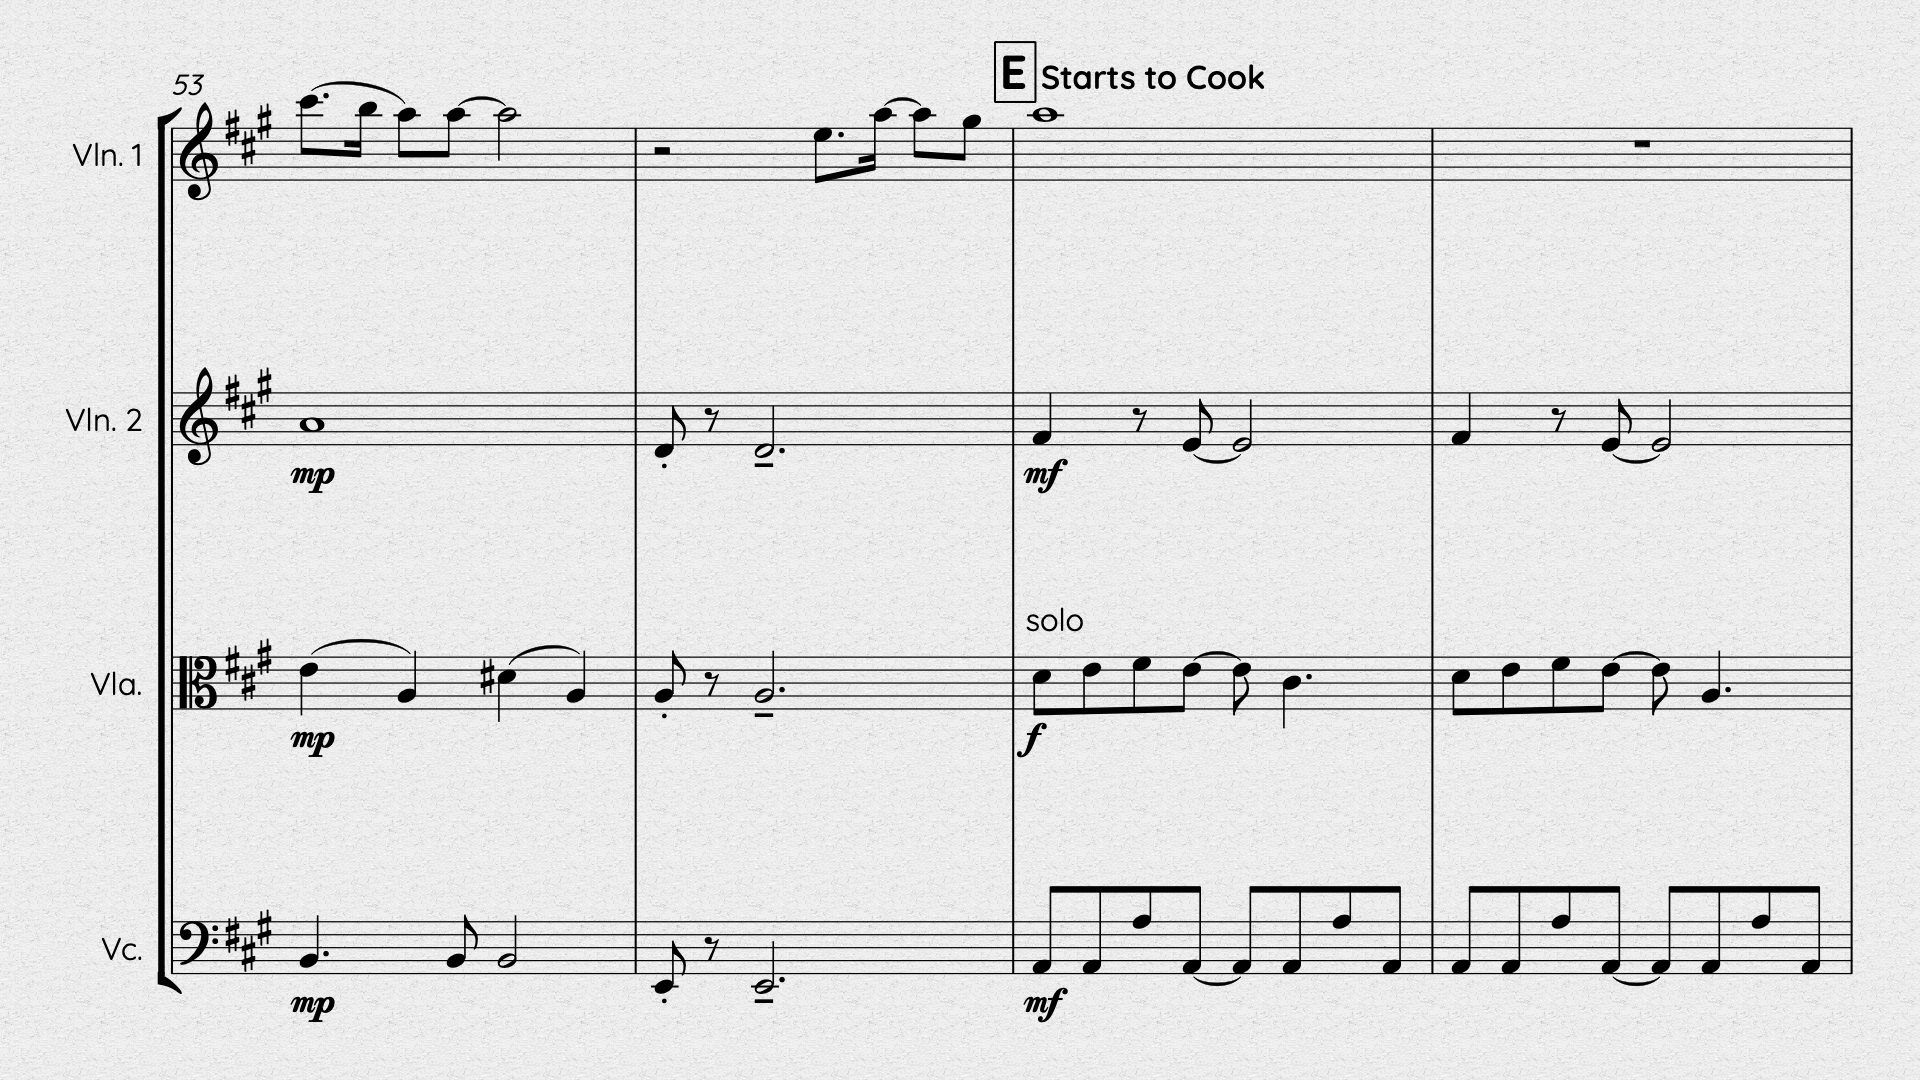 E Starts to Cook
53
Vln. 1
Vln. 2
mp
mf
solo
Vla.
mp
f
Vc.
mp
mf